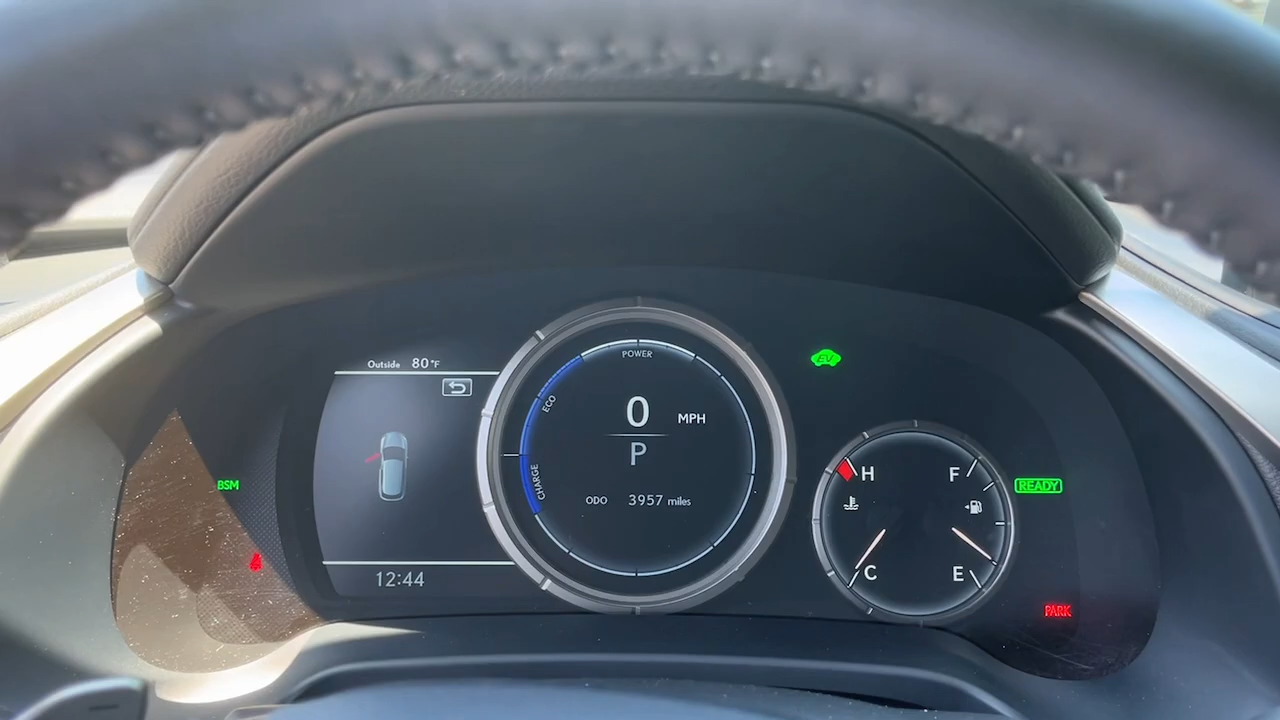 Outside 80°F
POWER
ECO
0 MPH
P
CHARGE
ODO 3957 miles
12:44
BSM
EV
H F
C E
READY
PARK